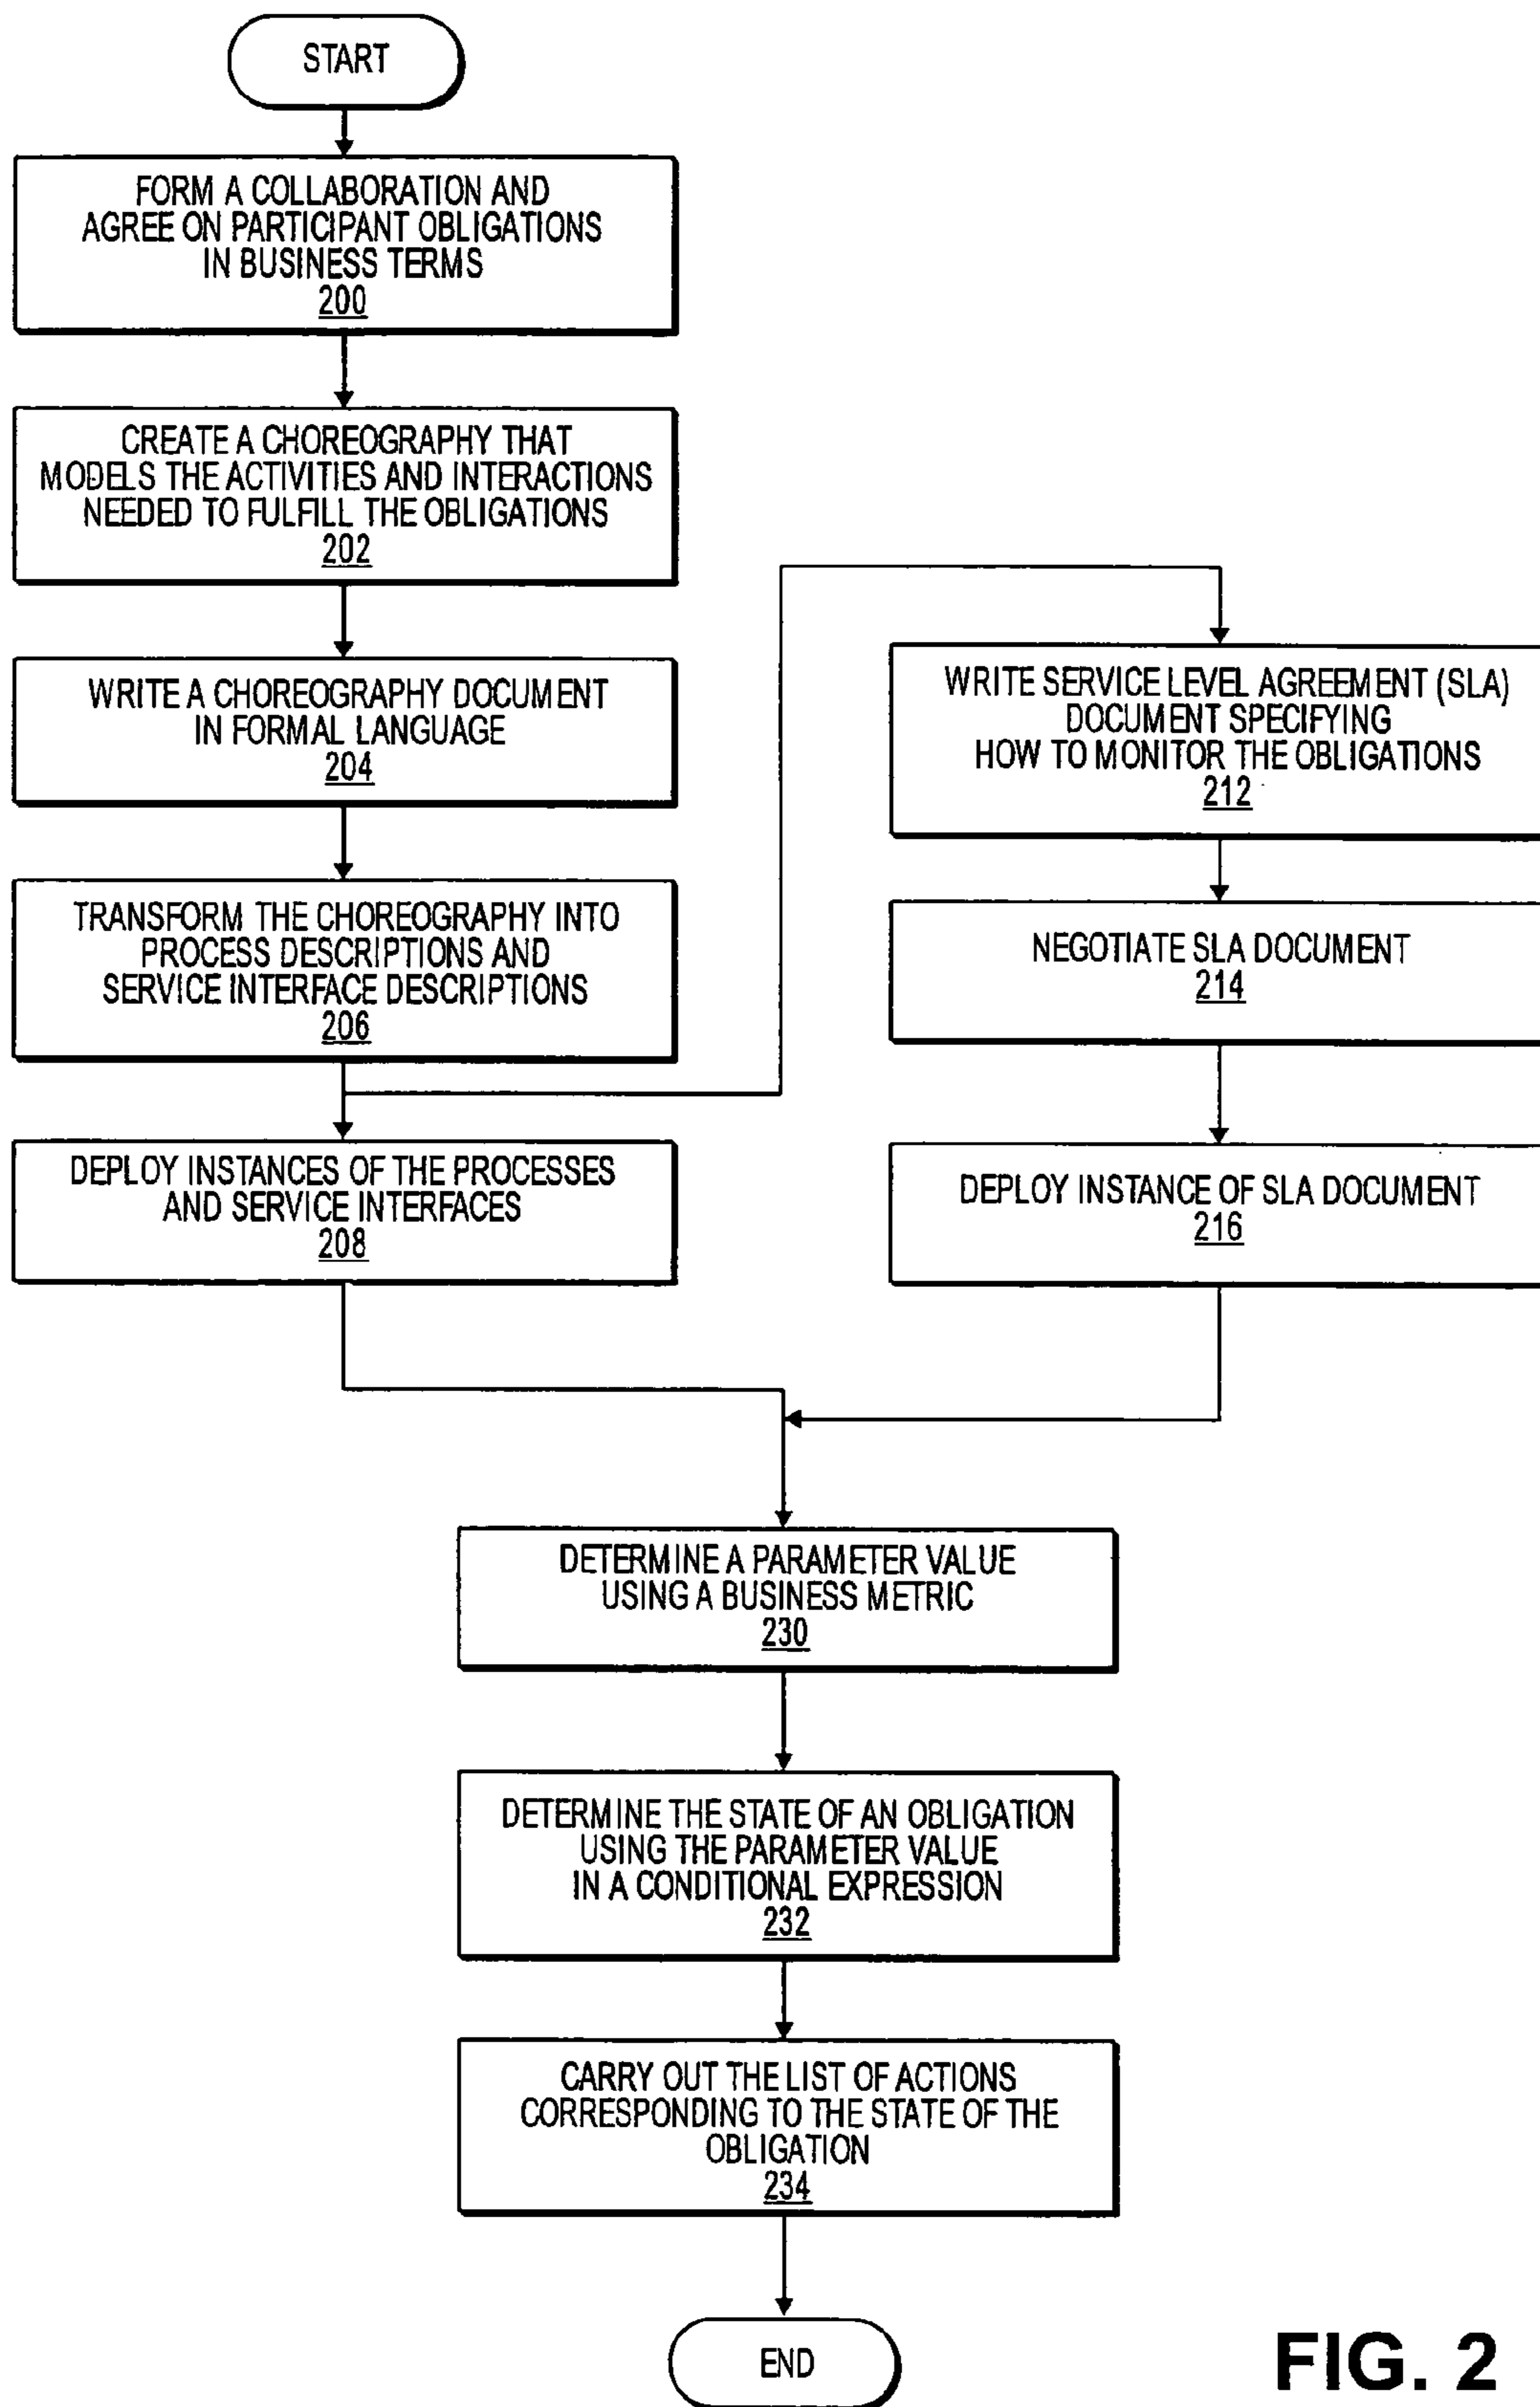 START
FORM A COLLABORATION AND
AGREE ON PARTICIPANT OBLIGATIONS
IN BUSINESS TERMS
200
CREATE A CHOREOGRAPHY THAT
MODELS THE ACTIVITIES AND INTERACTIONS
NEEDED TO FULFILL THE OBLIGATIONS
202
WRITE A CHOREOGRAPHY DOCUMENT
IN FORMAL LANGUAGE
204
TRANSFORM THE CHOREOGRAPHY INTO
PROCESS DESCRIPTIONS AND
SERVICE INTERFACE DESCRIPTIONS
206
DEPLOY INSTANCES OF THE PROCESSES
AND SERVICE INTERFACES
208
WRITE SERVICE LEVEL AGREEMENT (SLA)
DOCUMENT SPECIFYING
HOW TO MONITOR THE OBLIGATIONS
212
NEGOTIATE SLA DOCUMENT
214
DEPLOY INSTANCE OF SLA DOCUMENT
216
DETERMINE A PARAMETER VALUE
USING A BUSINESS METRIC
230
DETERMINE THE STATE OF AN OBLIGATION
USING THE PARAMETER VALUE
IN A CONDITIONAL EXPRESSION
232
CARRY OUT THE LIST OF ACTIONS
CORRESPONDING TO THE STATE OF THE
OBLIGATION
234
END
FIG. 2